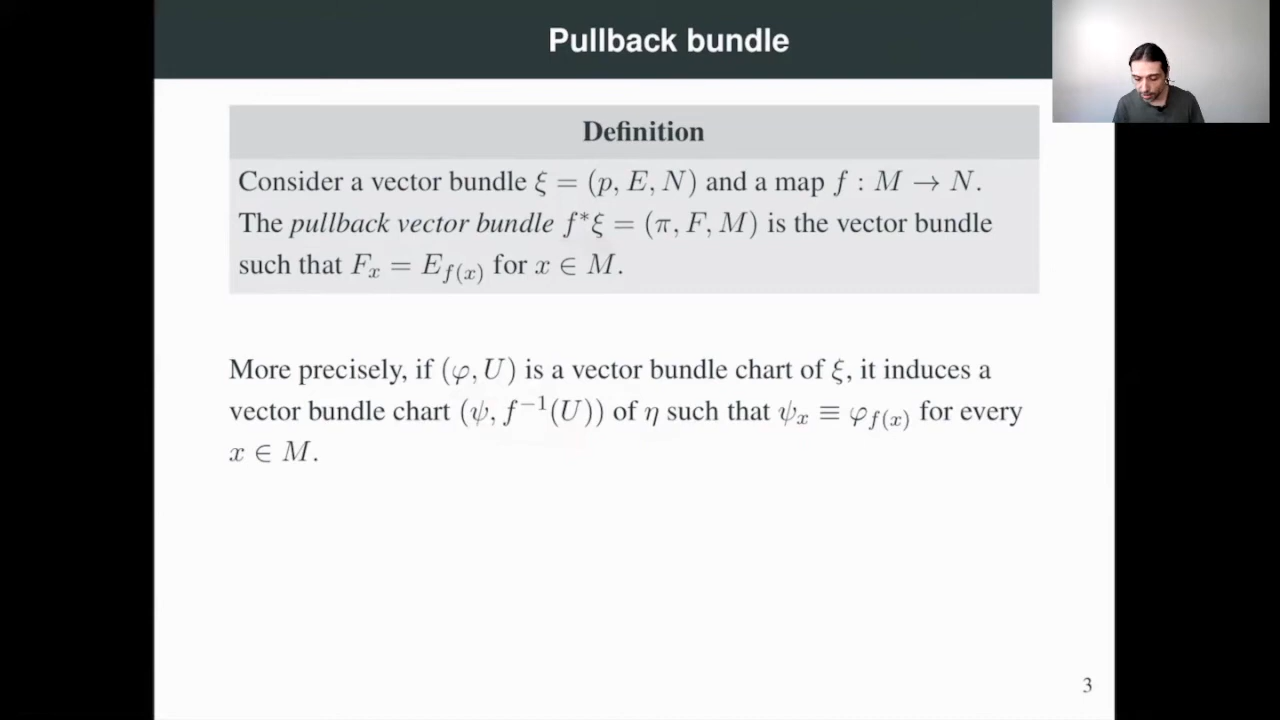 Pullback bundle
Definition
Consider a vector bundle ξ = (p, E, N) and a map f : M → N.
The pullback vector bundle f*ξ = (π, F, M) is the vector bundle
such that Fₓ = E_{f(x)} for x ∈ M.
More precisely, if (φ, U) is a vector bundle chart of ξ, it induces a
vector bundle chart (ψ, f⁻¹(U)) of η such that ψₓ ≡ φ_{f(x)} for every
x ∈ M.
3